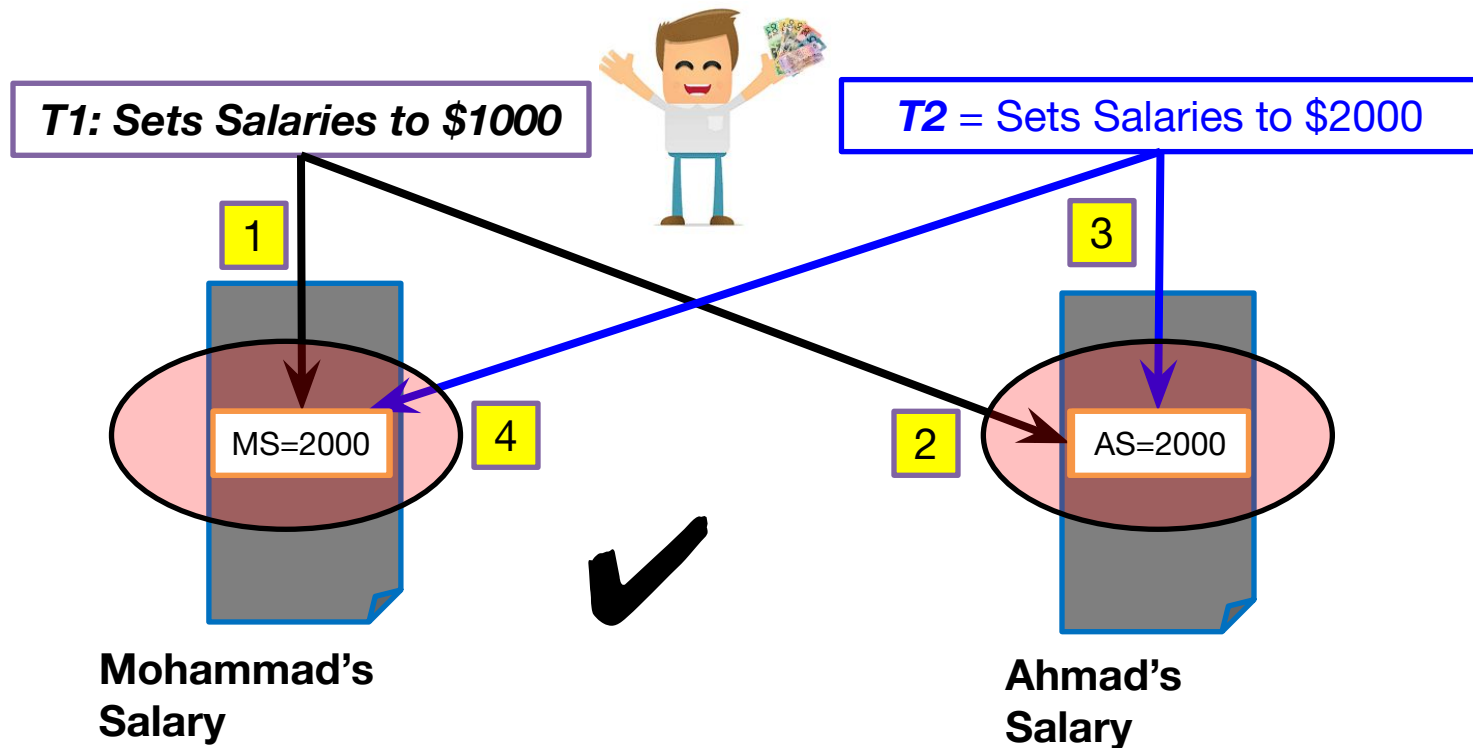 T1: Sets Salaries to $1000
T2 = Sets Salaries to $2000
1
3
MS=2000
4
2
AS=2000
Mohammad's
Salary
Ahmad's
Salary